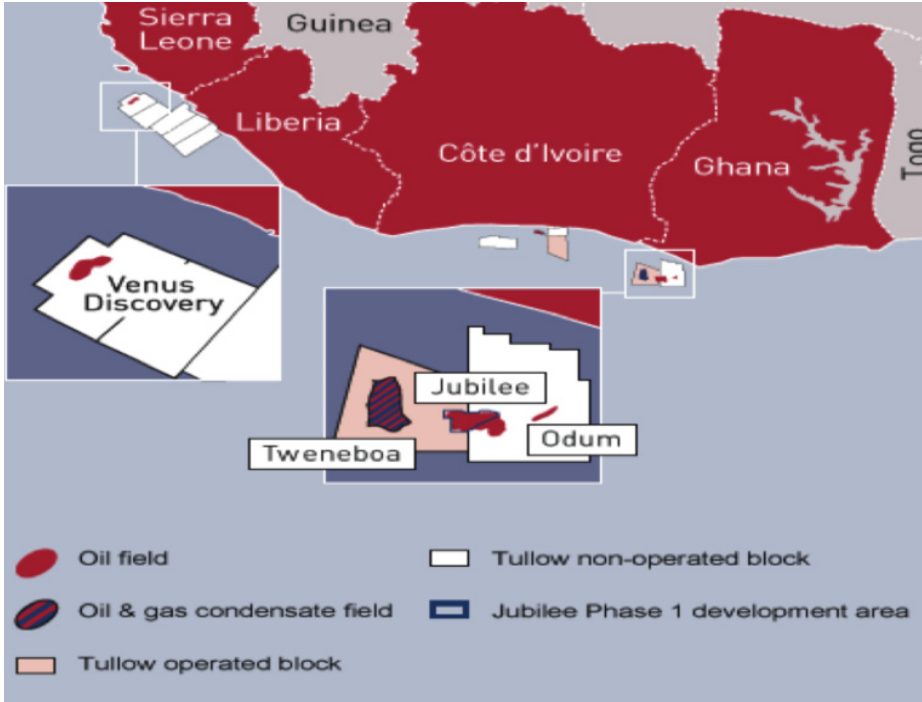 Sierra
Leone
Guinea
Liberia
Côte d'Ivoire
Ghana
Togo
Venus
Discovery
Jubilee
Tweneboa
Odum
Oil field
Tullow non-operated block
Oil & gas condensate field
Jubilee Phase 1 development area
Tullow operated block